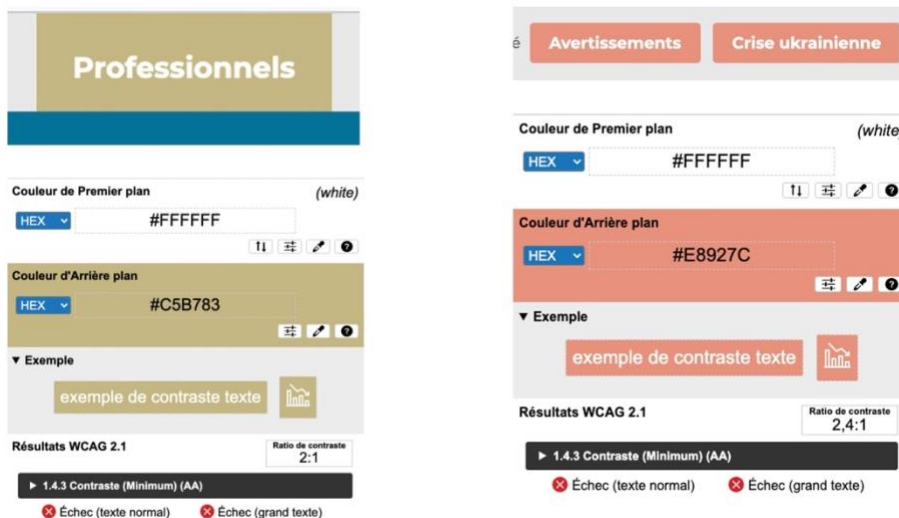 Professionnels
Couleur de Premier plan
(white)
HEX
#FFFFFF
Couleur d'Arrière plan
HEX
#C5B783
▼ Exemple
exemple de contraste texte
Résultats WCAG 2.1
Ratio de contraste
2:1
▶ 1.4.3 Contraste (Minimum) (AA)
Échec (texte normal)
Échec (grand texte)
é
Avertissements
Crise ukrainienne
Couleur de Premier plan
(white)
HEX
#FFFFFF
Couleur d'Arrière plan
HEX
#E8927C
▼ Exemple
exemple de contraste texte
Résultats WCAG 2.1
Ratio de contraste
2,4:1
▶ 1.4.3 Contraste (Minimum) (AA)
Échec (texte normal)
Échec (grand texte)